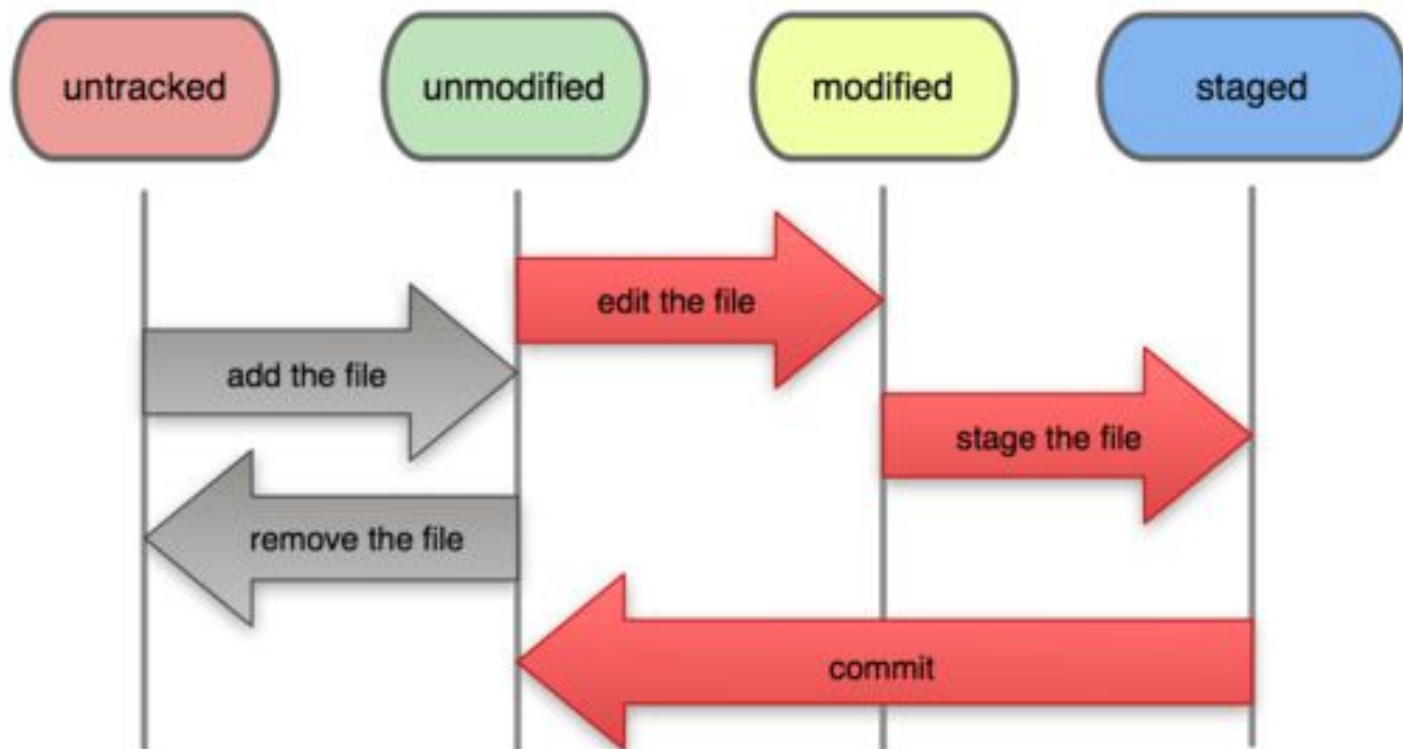 untracked
unmodified
modified
staged
edit the file
add the file
stage the file
remove the file
commit